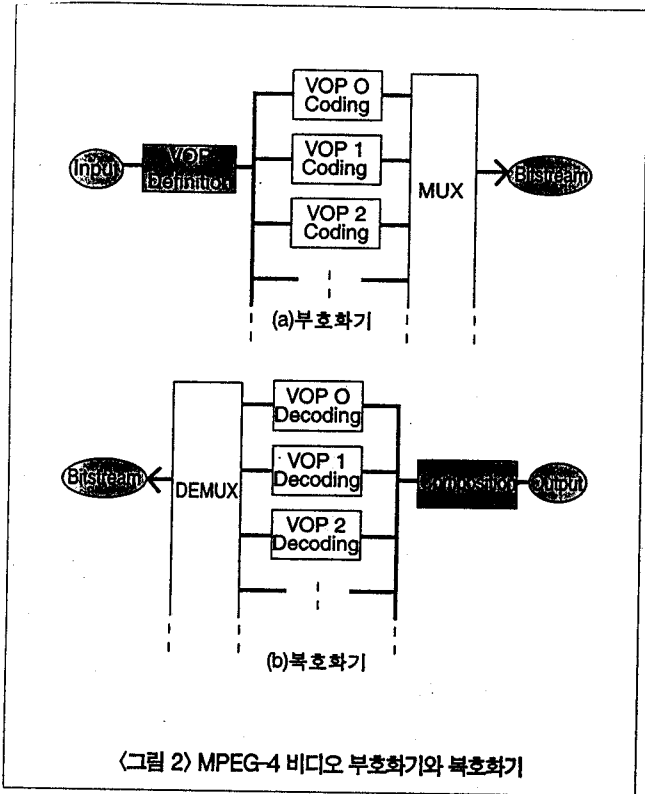 VOP 0
Coding
VOP 1
Coding
VOP 2
Coding
Input
VOP
Definition
MUX
Bitstream
(a)부호화기
VOP 0
Decoding
VOP 1
Decoding
VOP 2
Decoding
Bitstream
DEMUX
Composition
Output
(b)복호화기
〈그림 2〉 MPEG-4 비디오 부호화기와 복호화기